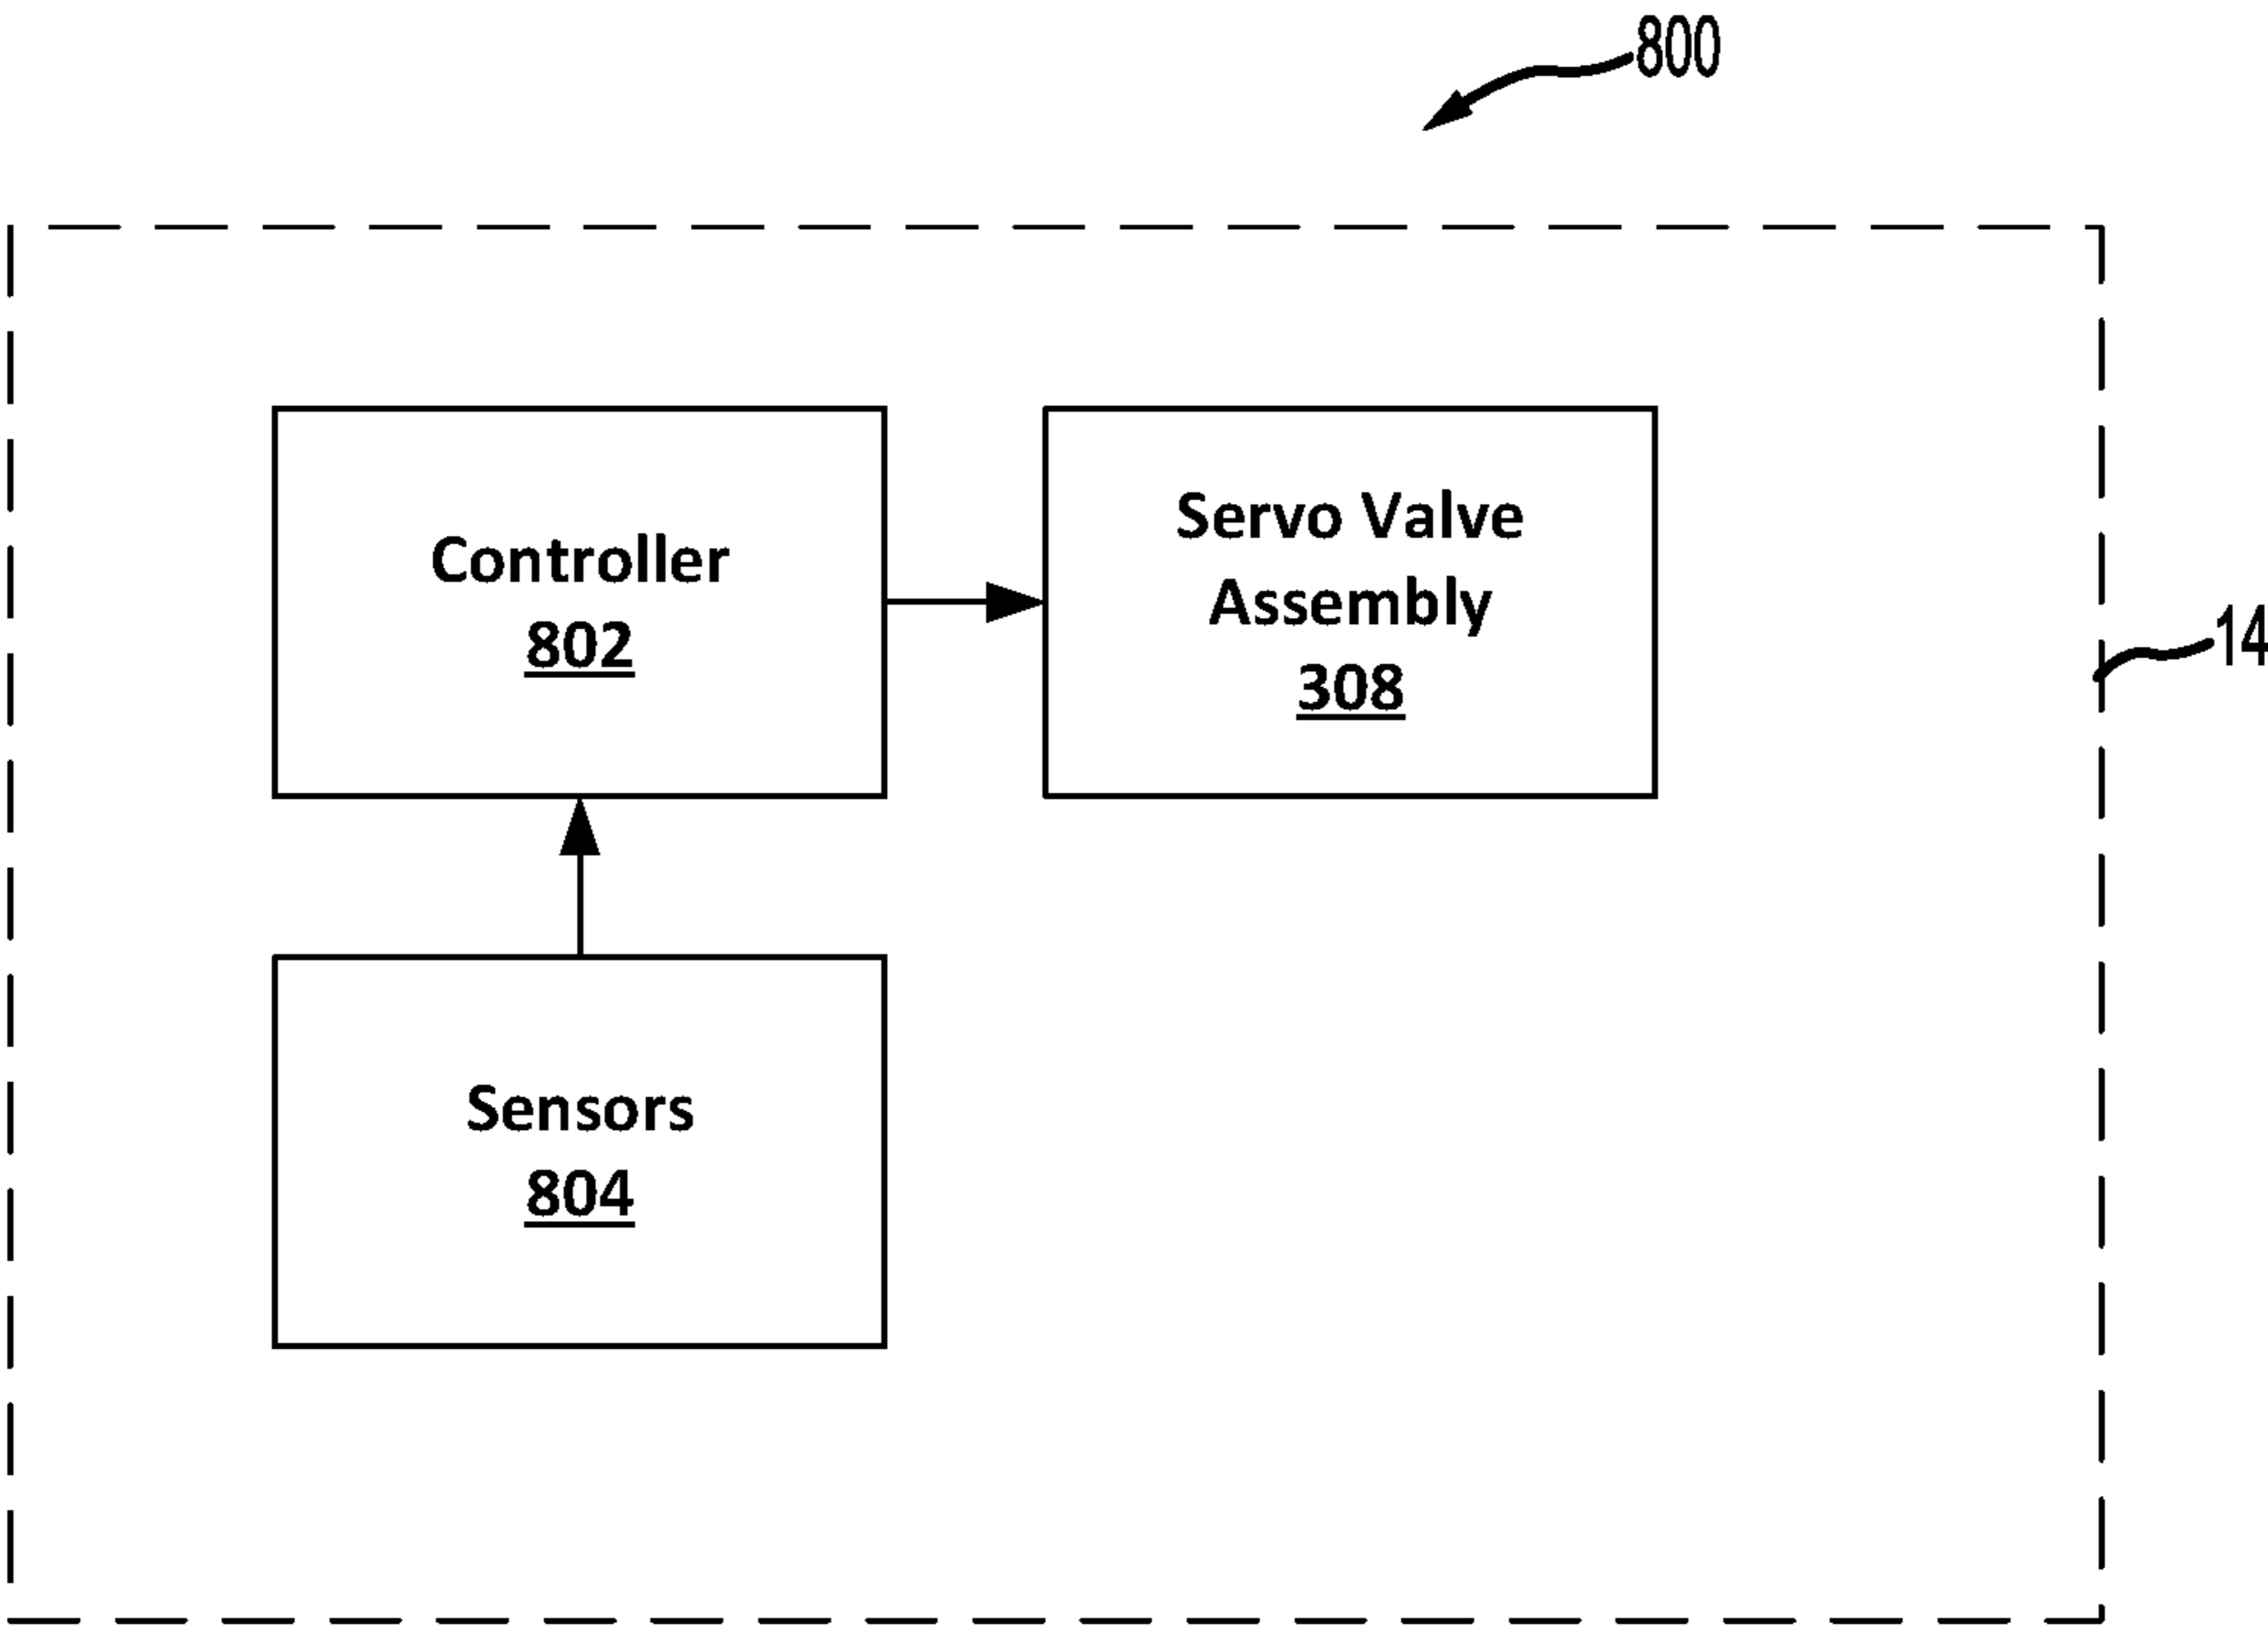 800
Controller
802
Servo Valve
Assembly
308
14
Sensors
804